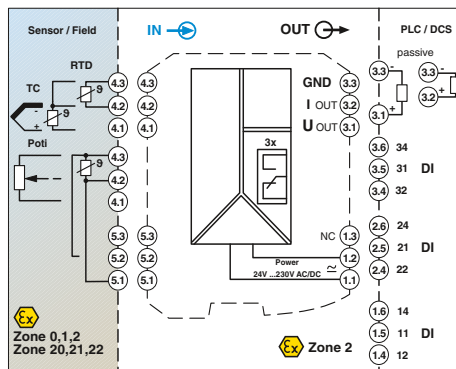 Sensor / Field
IN
OUT
PLC / DCS
RTD
passive
TC
ϑ
4.3
4.3
GND
3.3
3.3
-
3.3
-
-
+
ϑ
4.2
4.2
I OUT
3.2
3.2
+
4.1
4.1
U OUT
3.1
3.1
+
Poti
3x
3.6 34
4.3
ϑ
4.2
3.5 31 DI
4.1
3.4 32
5.3
5.3
NC
1.3
2.6 24
5.2
5.2
Power
1.2
2.5 21 DI
5.1
5.1
24V ...230V AC/DC
1.1
2.4 22
Ex
Zone 0,1,2
Zone 20,21,22
Ex
Zone 2
1.6 14
1.5 11 DI
1.4 12